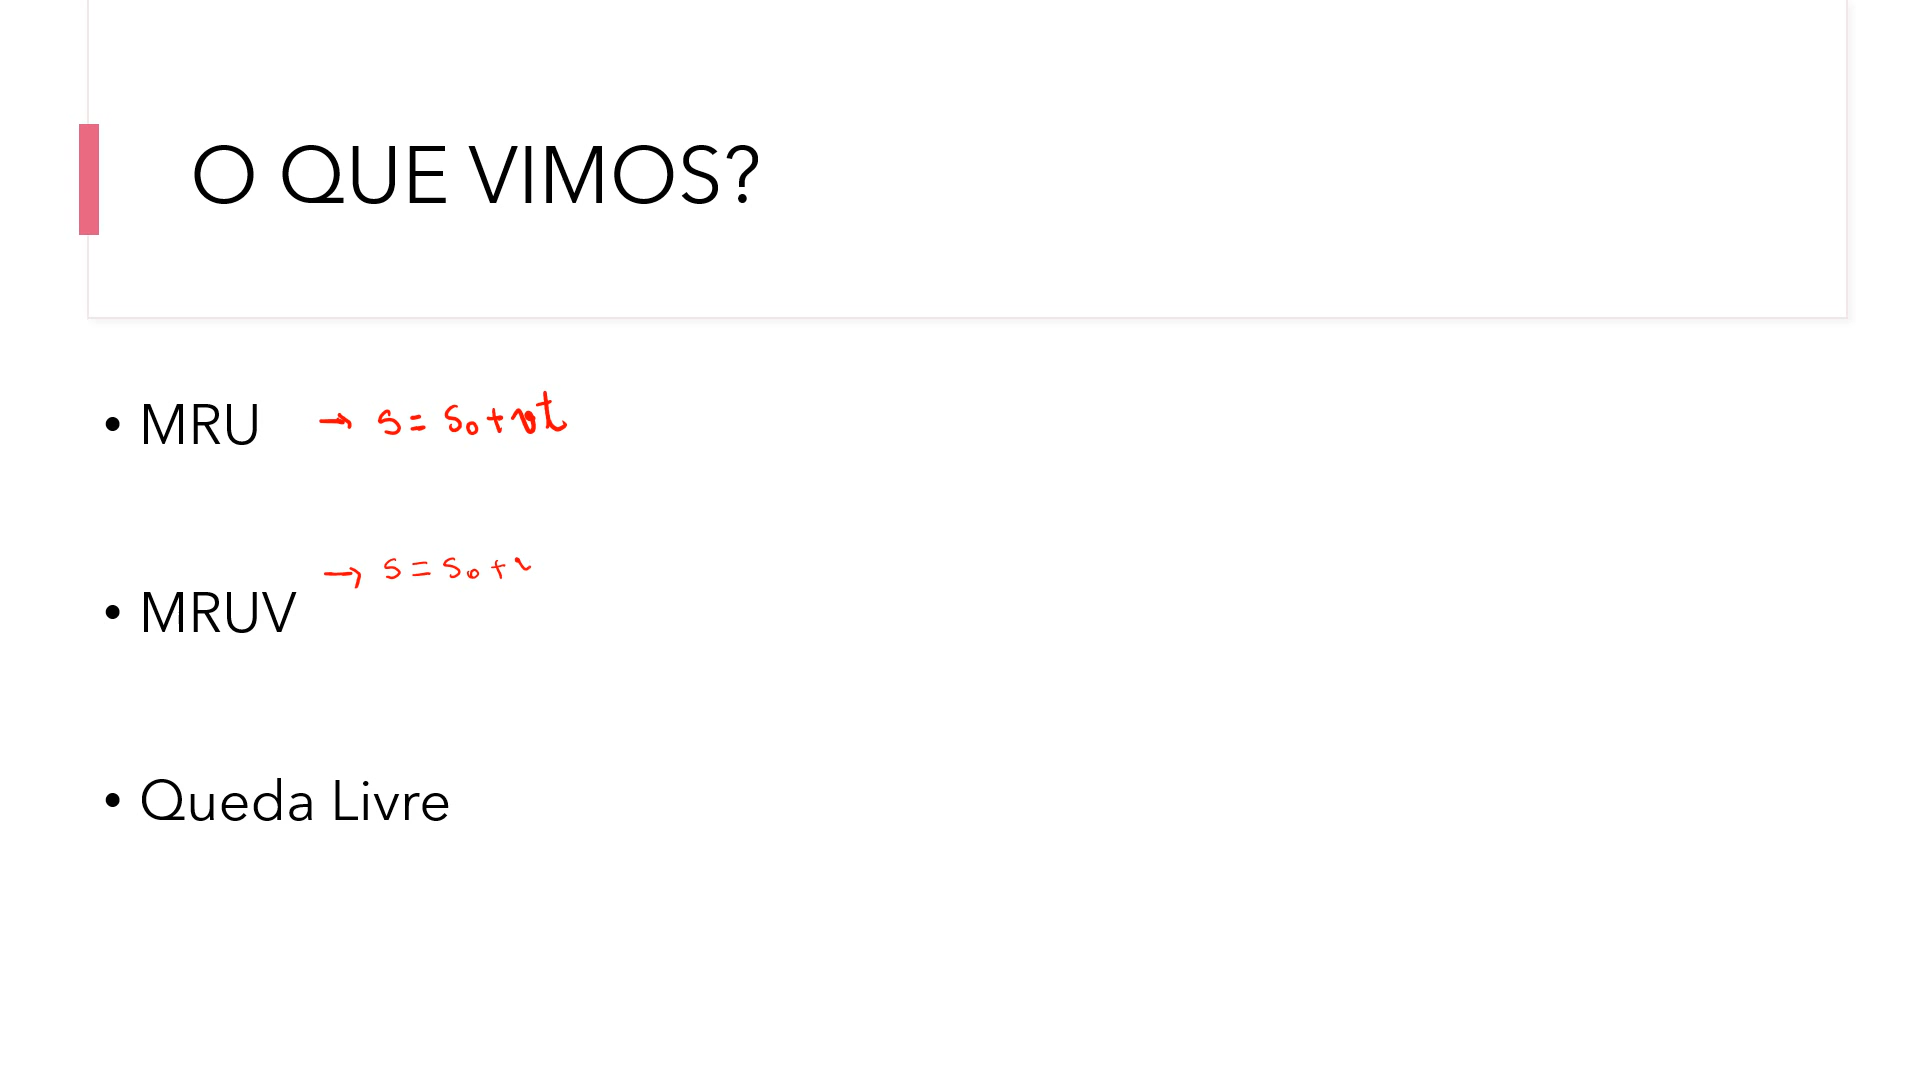 O QUE VIMOS?
• MRU → s = s₀ + vt
→ s = s₀ +
• MRUV
• Queda Livre